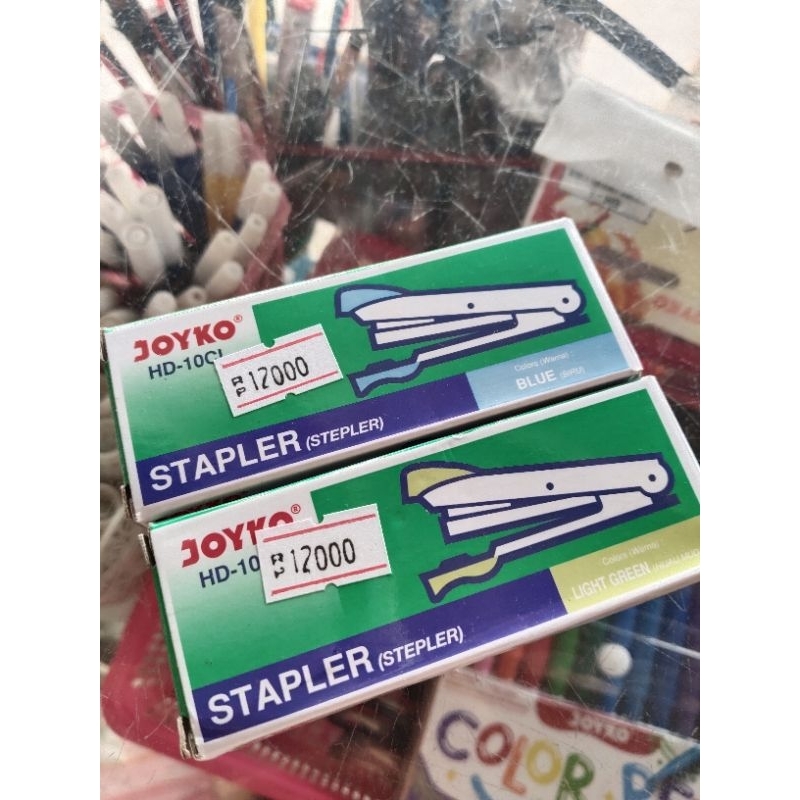 JOYKO®
HD-10CL
Rp 12000
Colors (Warna) :
BLUE (BIRU)
STAPLER (STEPLER)
JOYKO®
HD-10
Rp 12000
Colors (Warna) :
LIGHT GREEN
STAPLER (STEPLER)
JOYKO
COLOR